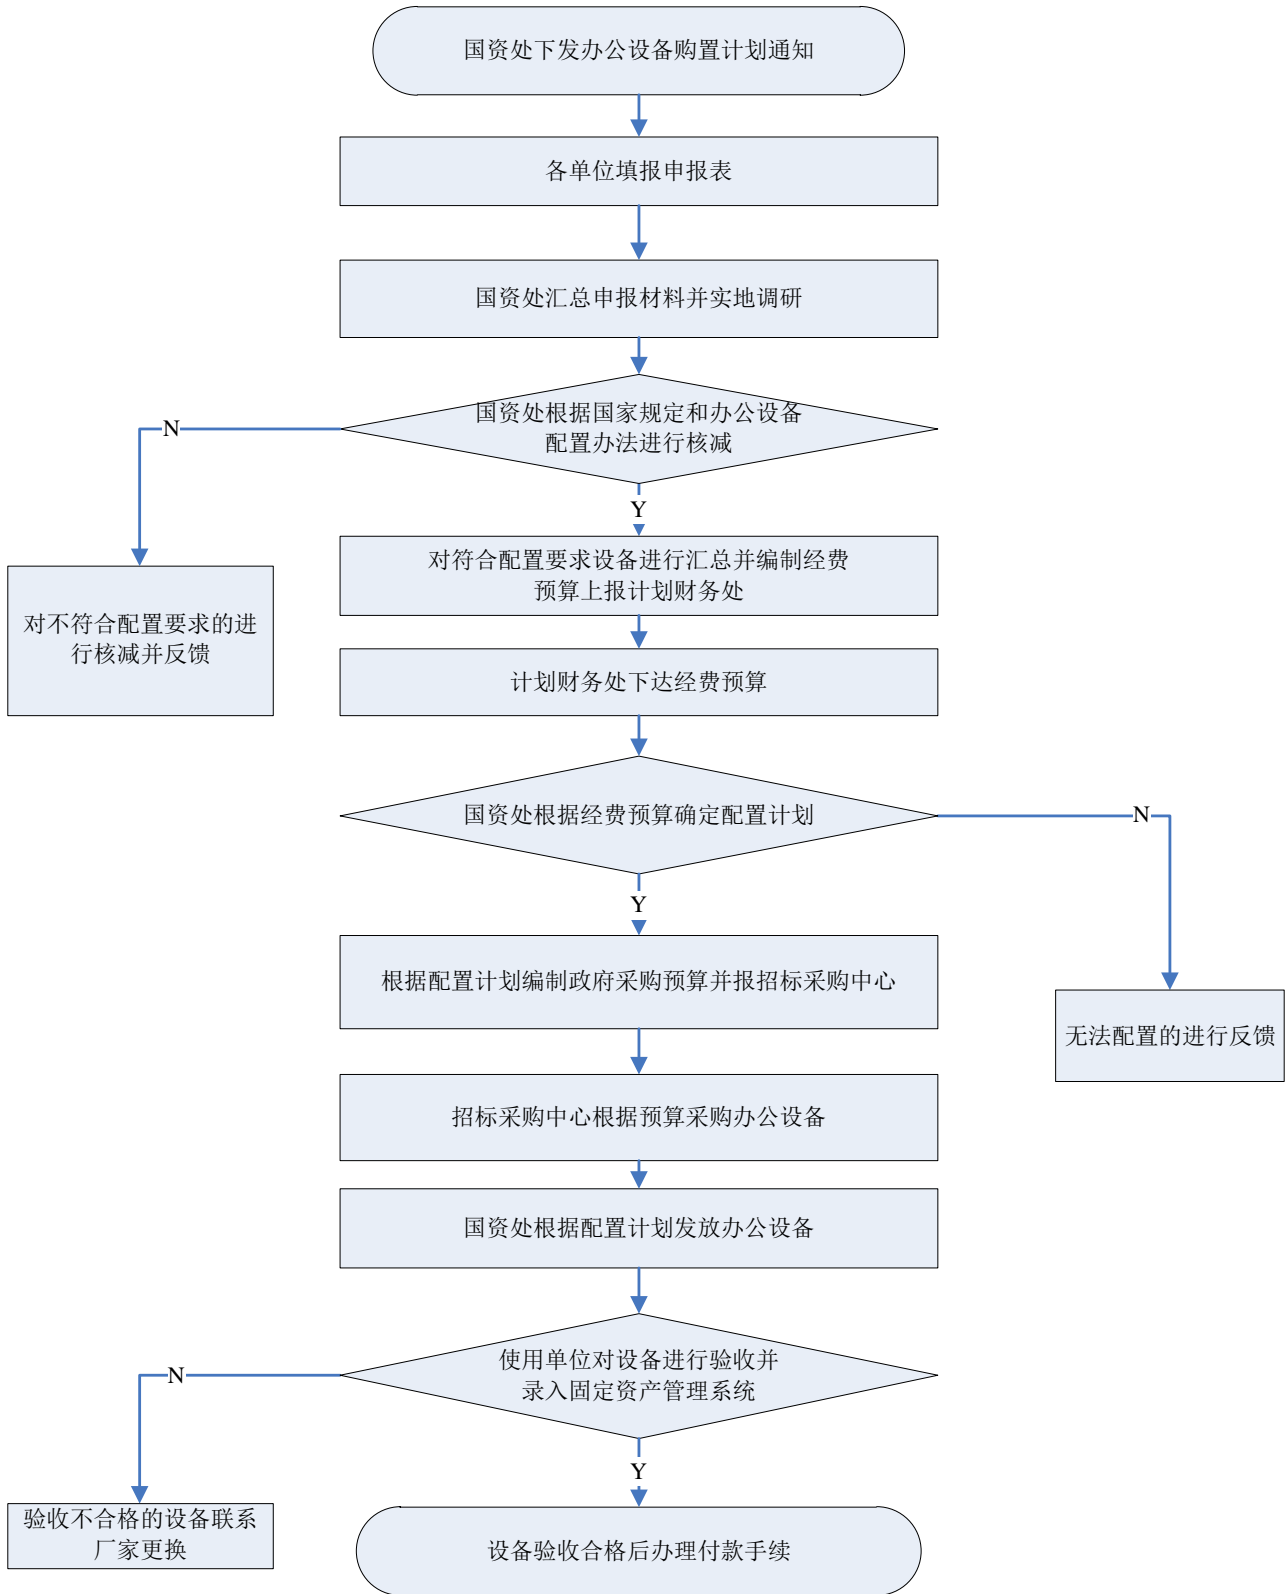 国资处下发办公设备购置计划通知
各单位填报申报表
国资处汇总申报材料并实地调研
国资处根据国家规定和办公设备
配置办法进行核减
N
Y
对符合配置要求设备进行汇总并编制经费
预算上报计划财务处
对不符合配置要求的进
行核减并反馈
计划财务处下达经费预算
国资处根据经费预算确定配置计划
N
Y
根据配置计划编制政府采购预算并报招标采购中心
无法配置的进行反馈
招标采购中心根据预算采购办公设备
国资处根据配置计划发放办公设备
使用单位对设备进行验收并
录入固定资产管理系统
N
Y
验收不合格的设备联系
厂家更换
设备验收合格后办理付款手续